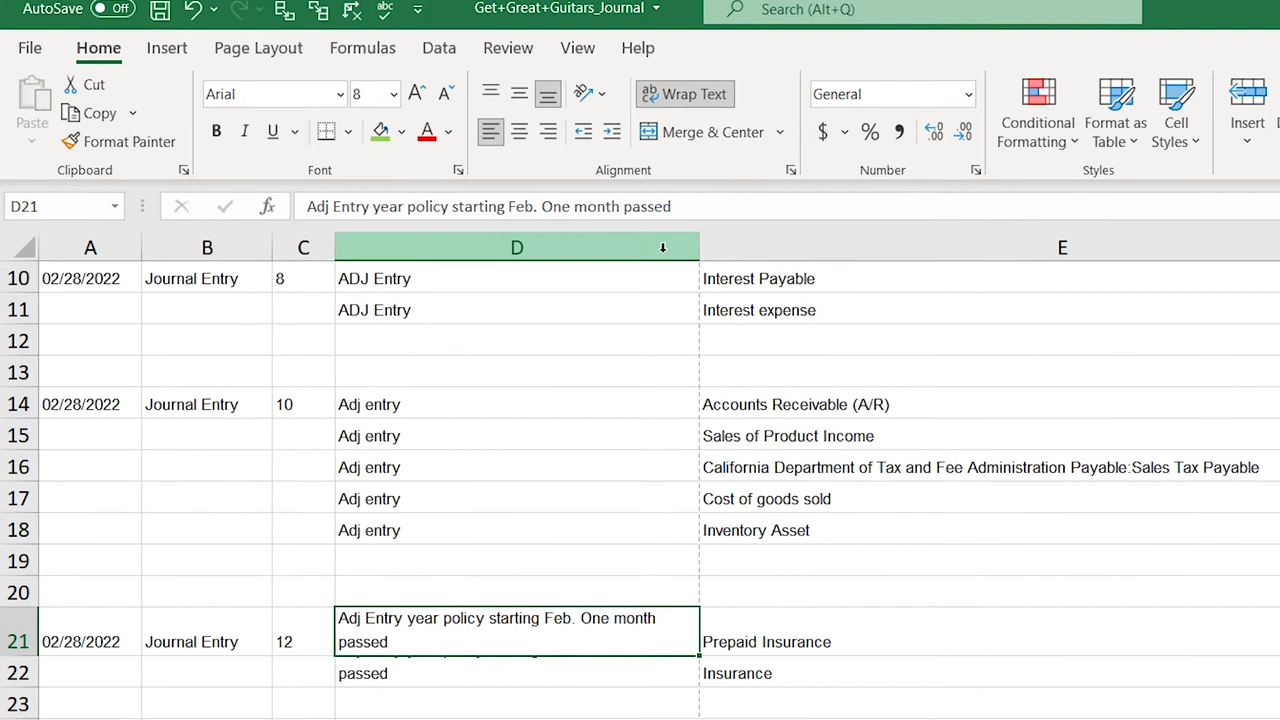 AutoSave Off Get+Great+Guitars_Journal Search (Alt+Q)
File Home Insert Page Layout Formulas Data Review View Help
Paste Cut Copy Format Painter
Arial 8
B I U A
ab Wrap Text
Merge & Center
General
$ % 9
Conditional Formatting
Format as Table
Cell Styles
Insert
Clipboard Font Alignment Number Styles
D21 fx Adj Entry year policy starting Feb. One month passed
A B C D E
10 02/28/2022 Journal Entry 8 ADJ Entry Interest Payable
11 ADJ Entry Interest expense
12
13
14 02/28/2022 Journal Entry 10 Adj entry Accounts Receivable (A/R)
15 Adj entry Sales of Product Income
16 Adj entry California Department of Tax and Fee Administration Payable:Sales Tax Payable
17 Adj entry Cost of goods sold
18 Adj entry Inventory Asset
19
20
Adj Entry year policy starting Feb. One month
21 02/28/2022 Journal Entry 12 passed Prepaid Insurance
22 passed Insurance
23